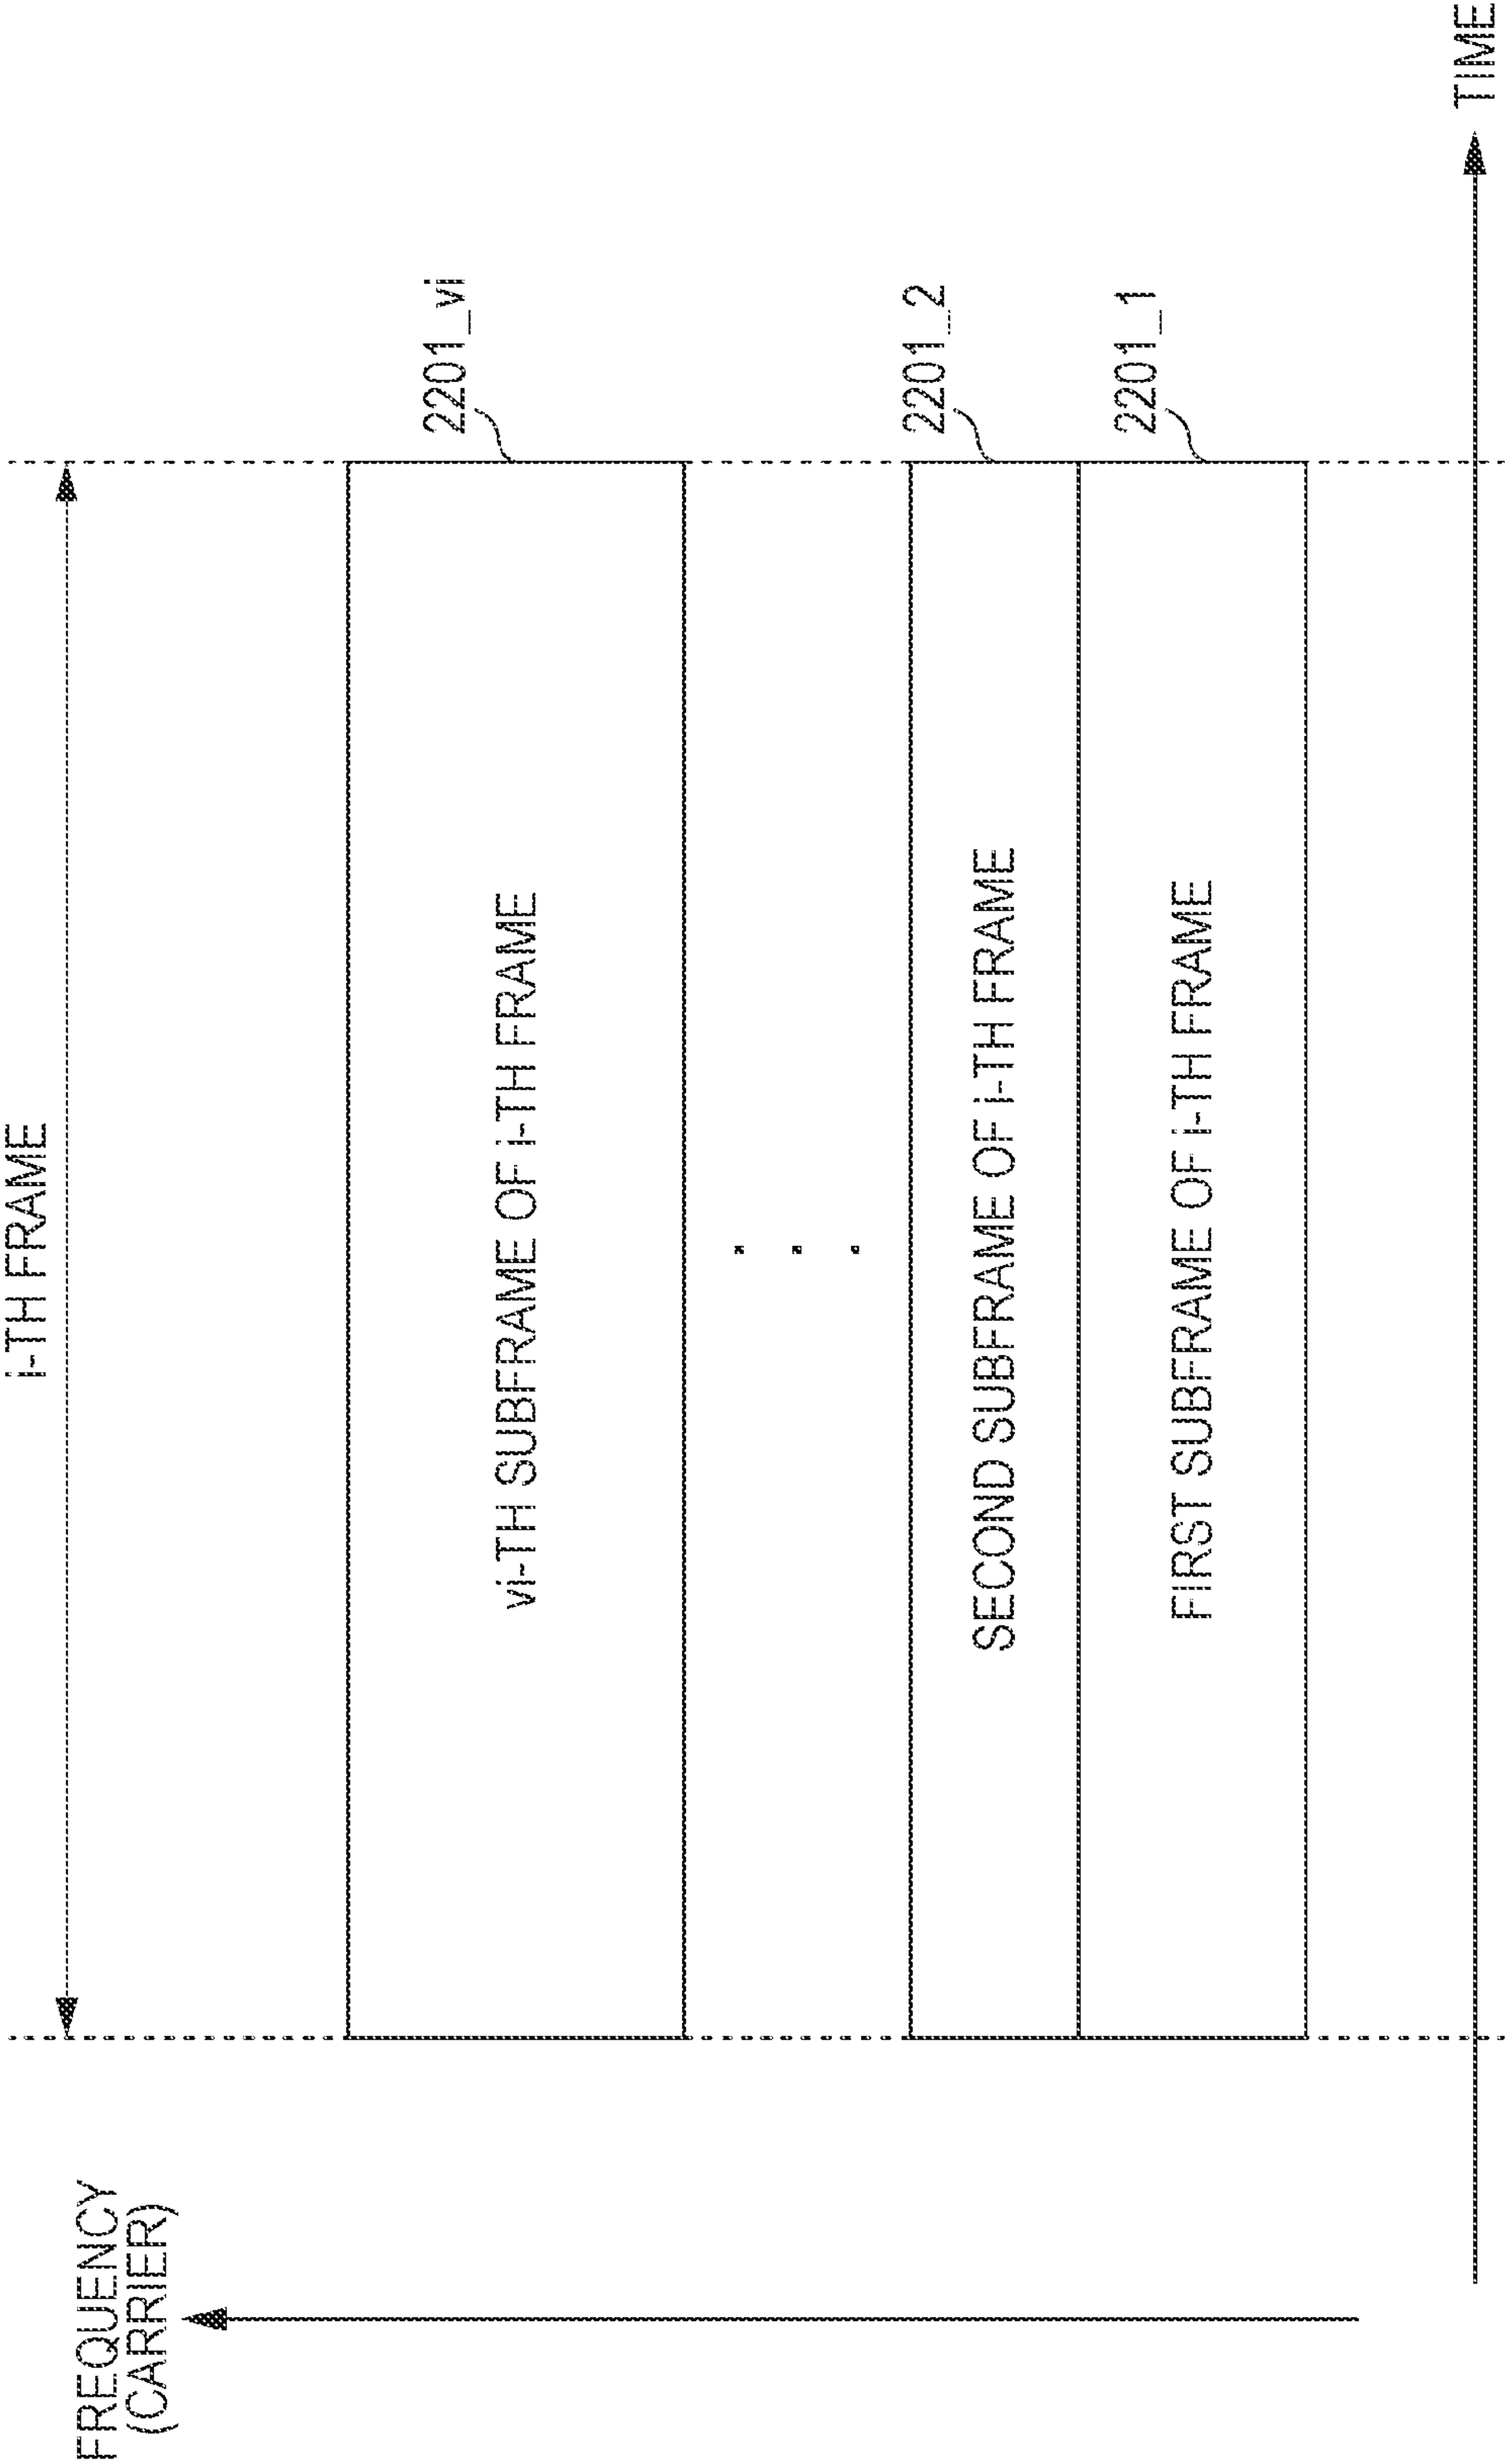 i-TH FRAME
FREQUENCY
(CARRIER)
vi-TH SUBFRAME OF i-TH FRAME
2201_vi
SECOND SUBFRAME OF i-TH FRAME
2201_2
FIRST SUBFRAME OF i-TH FRAME
2201_1
TIME